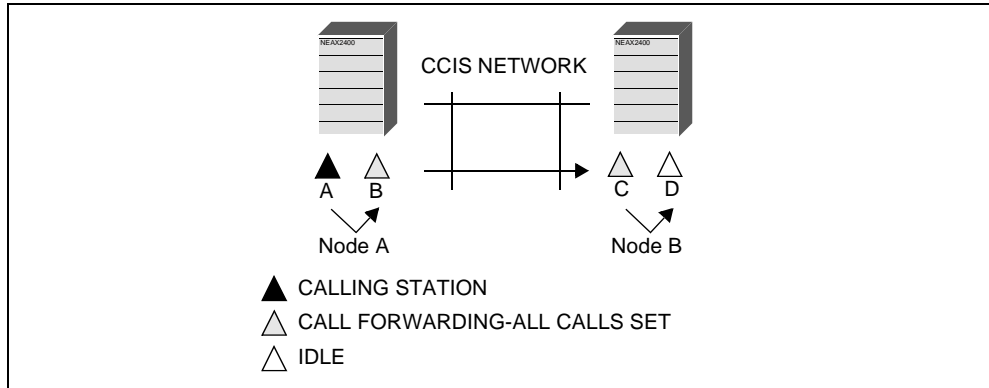 NEAX2400
NEAX2400
CCIS NETWORK
A B C D
Node A Node B
CALLING STATION
CALL FORWARDING-ALL CALLS SET
IDLE